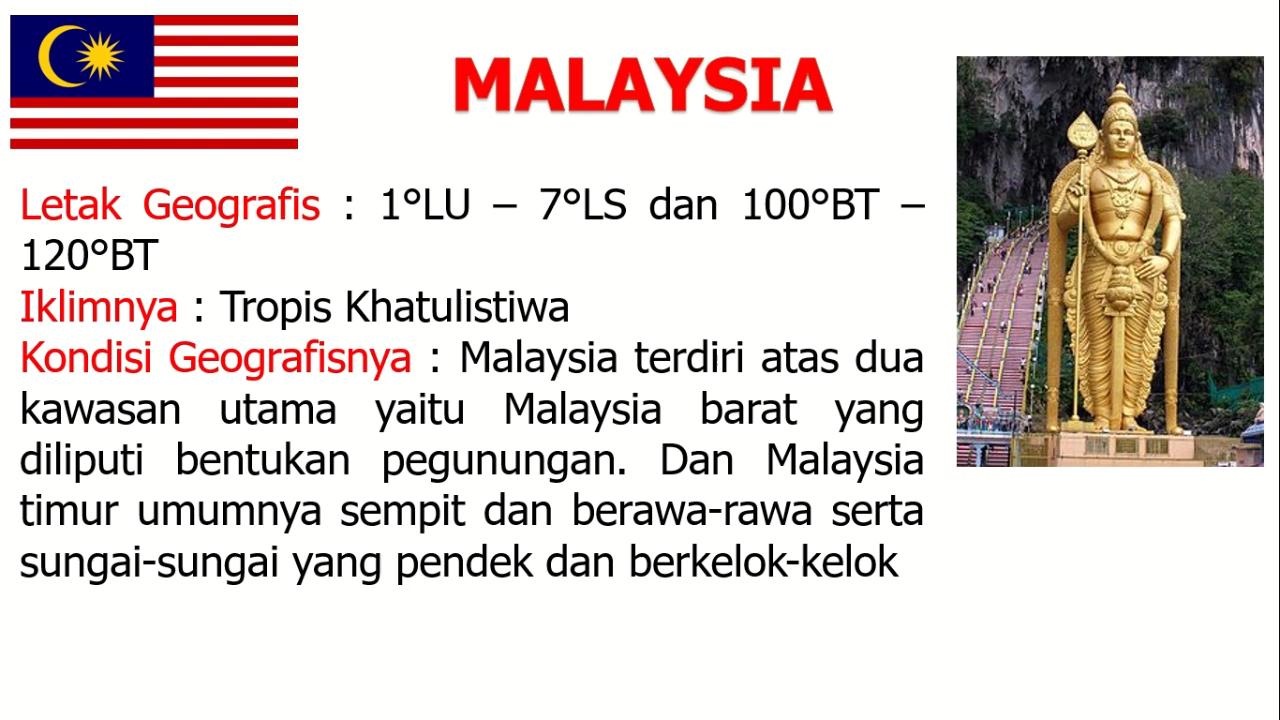 MALAYSIA
Letak Geografis : 1°LU – 7°LS dan 100°BT –
120°BT
Iklimnya : Tropis Khatulistiwa
Kondisi Geografisnya : Malaysia terdiri atas dua
kawasan utama yaitu Malaysia barat yang
diliputi bentukan pegunungan. Dan Malaysia
timur umumnya sempit dan berawa-rawa serta
sungai-sungai yang pendek dan berkelok-kelok